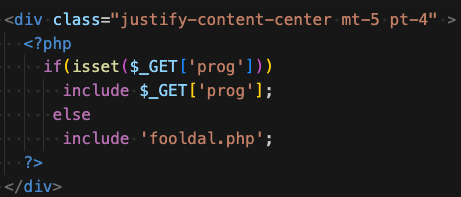 <div class="justify-content-center mt-5 pt-4" >
<?php
if(isset($_GET['prog']))
include $_GET['prog'];
else
include 'fooldal.php';
?>
</div>